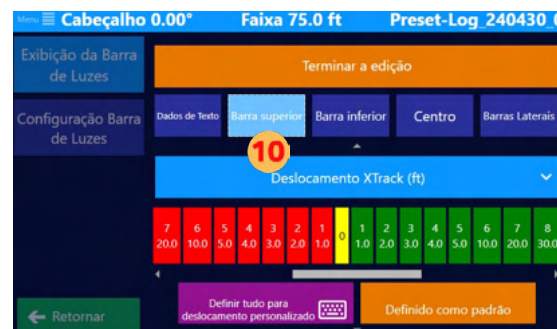 Menu Cabeçalho 0.00° Faixa 75.0 ft Preset-Log_240430_
Exibição da Barra de Luzes
Terminar a edição
Configuração Barra de Luzes
Dados de Texto Barra superior Barra inferior Centro Barras Laterais
10
Deslocamento XTrack (ft)
7 6 5 4 3 2 1 0 1 2 3 4 5 6 7 8
20.0 10.0 5.0 4.0 3.0 2.0 1.0 1.0 2.0 3.0 4.0 5.0 10.0 20.0 30.0
Definir tudo para
deslocamento personalizado
Definido como padrão
Retornar